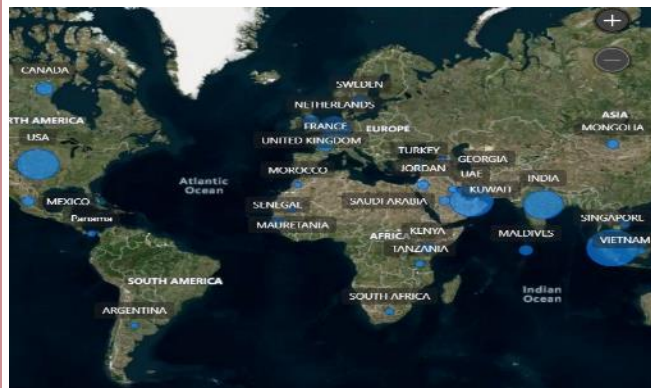 +
CANADA
SWEDEN
NETHERLANDS
ASIA
RTH AMERICA
FRANCE
EUROPE
MONGOLIA
USA
UNITED KINGDOM
TURKEY
GEORGIA
MOROCCO
JORDAN
UAE
INDIA
Atlantic
Ocean
KUWAIT
MEXICO
SENEGAL
SAUDI ARABIA
Panama
MAURETANIA
AFRICA
KENYA
MALDIVES
SINGAPORE
TANZANIA
VIETNAM
SOUTH AMERICA
Indian
Ocean
SOUTH AFRICA
ARGENTINA